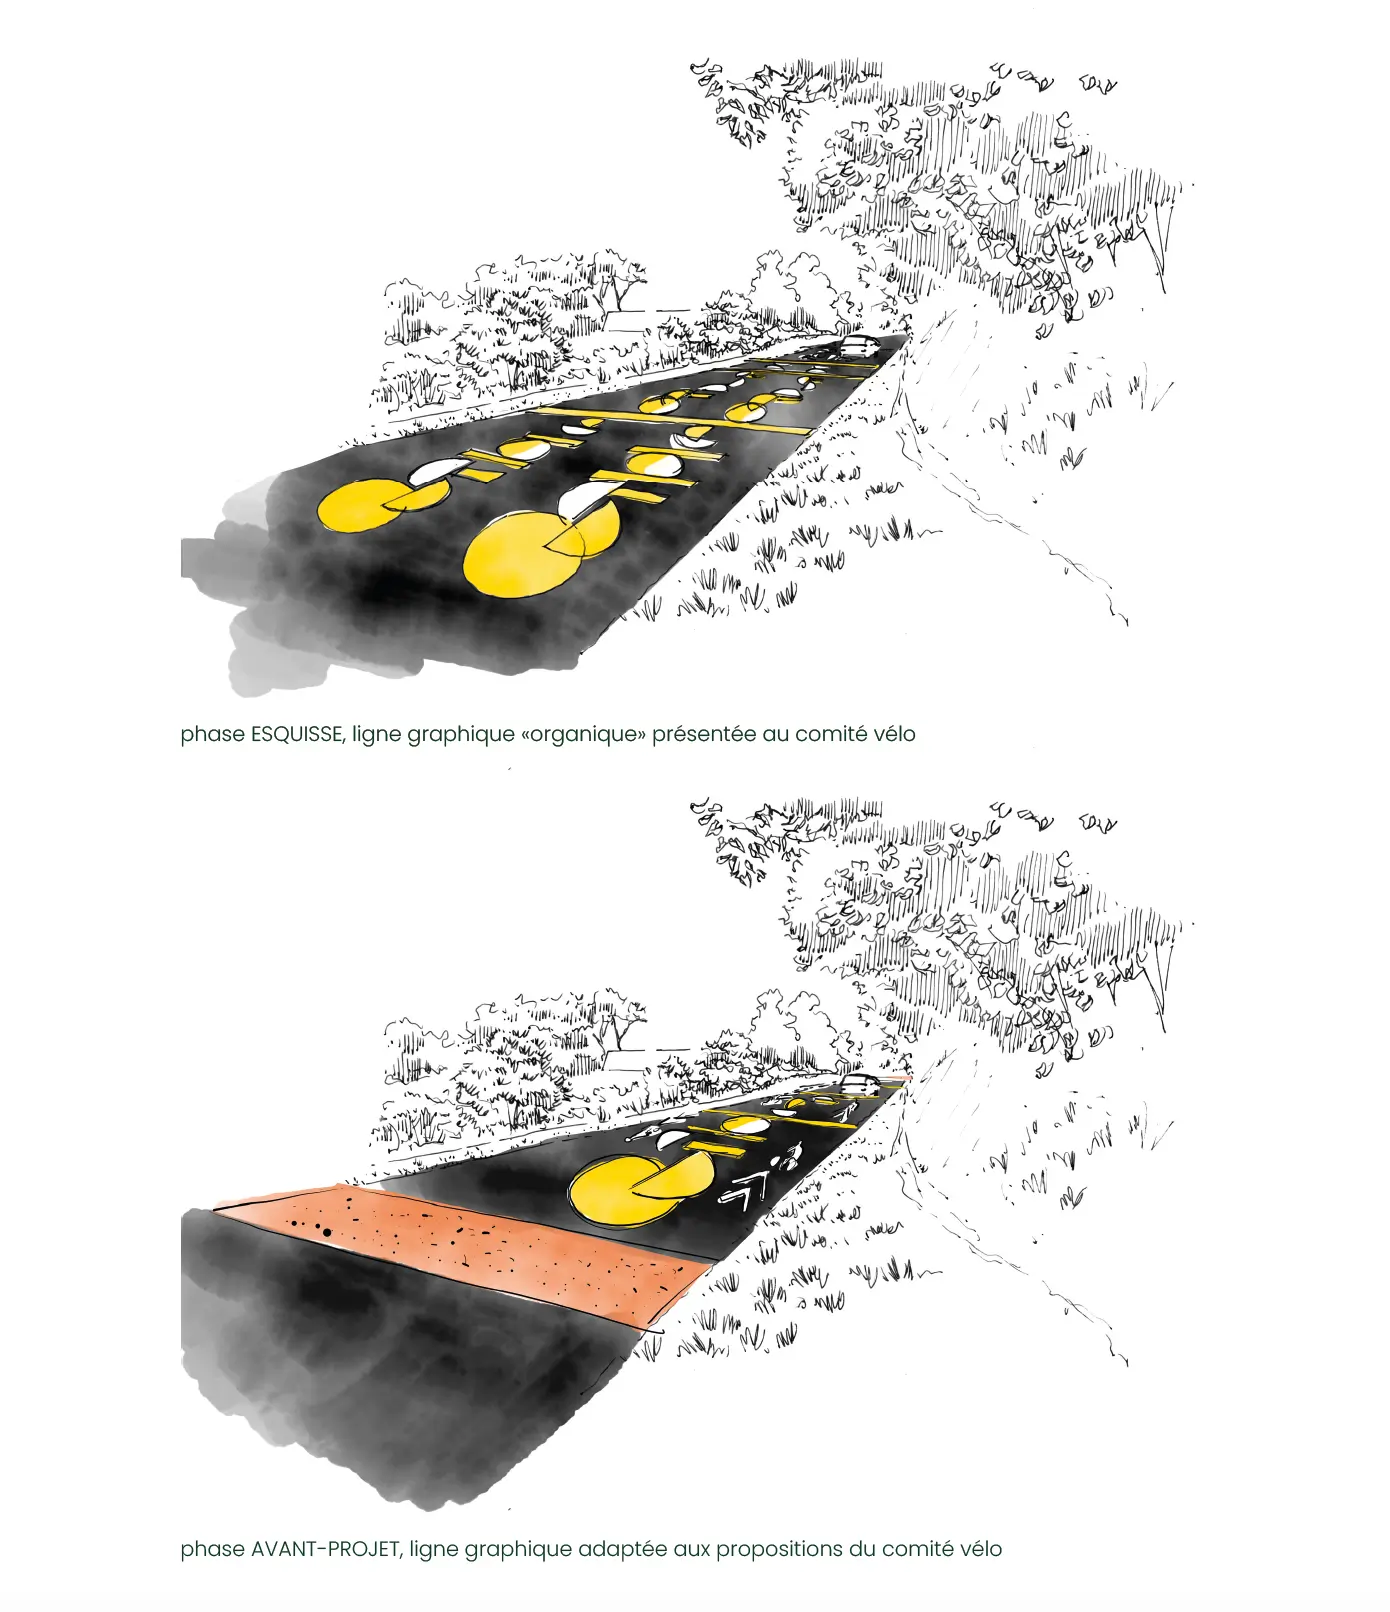 phase ESQUISSE, ligne graphique «organique» présentée au comité vélo
phase AVANT-PROJET, ligne graphique adaptée aux propositions du comité vélo